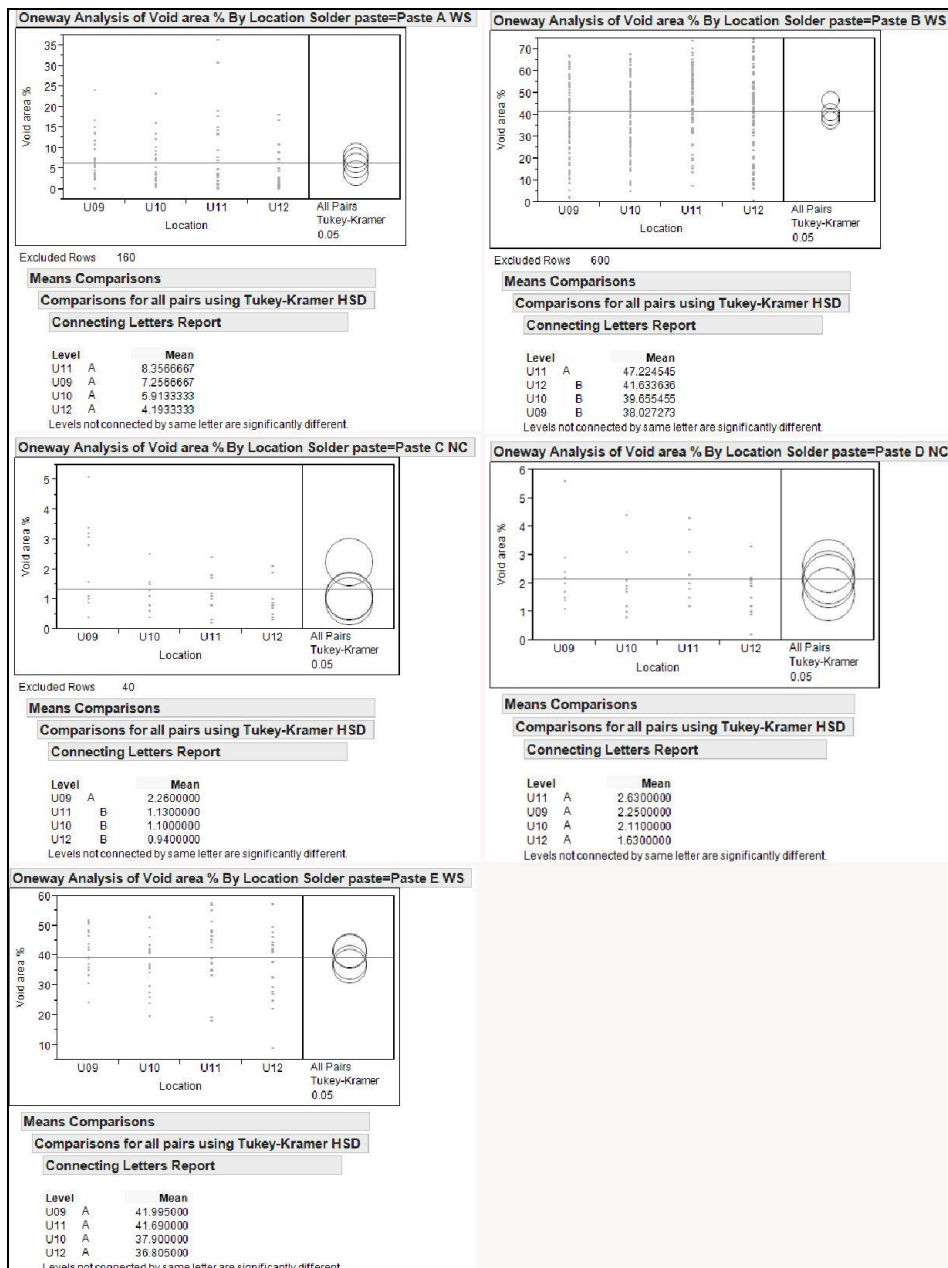 Oneway Analysis of Void area % By Location Solder paste=Paste A WS
35
30
25
20
15
10
5
0
Void area %
U09 U10 U11 U12
Location
All Pairs
Tukey-Kramer
0.05
Excluded Rows 160
Means Comparisons
Comparisons for all pairs using Tukey-Kramer HSD
Connecting Letters Report
Level Mean
U11 A 8.3566667
U09 A 7.2566667
U10 A 5.9133333
U12 A 4.1933333
Levels not connected by same letter are significantly different.
Oneway Analysis of Void area % By Location Solder paste=Paste B WS
70
60
50
40
30
20
10
0
Void area %
U09 U10 U11 U12
Location
All Pairs
Tukey-Kramer
0.05
Excluded Rows 600
Means Comparisons
Comparisons for all pairs using Tukey-Kramer HSD
Connecting Letters Report
Level Mean
U11 A 47.224545
U12 B 41.633636
U10 B 39.655455
U09 B 38.027273
Levels not connected by same letter are significantly different.
Oneway Analysis of Void area % By Location Solder paste=Paste C NC
5
4
3
2
1
0
Void area %
U09 U10 U11 U12
Location
All Pairs
Tukey-Kramer
0.05
Excluded Rows 40
Means Comparisons
Comparisons for all pairs using Tukey-Kramer HSD
Connecting Letters Report
Level Mean
U09 A 2.2600000
U11 B 1.1300000
U10 B 1.1000000
U12 B 0.9400000
Levels not connected by same letter are significantly different.
Oneway Analysis of Void area % By Location Solder paste=Paste D NC
6
5
4
3
2
1
0
Void area %
U09 U10 U11 U12
Location
All Pairs
Tukey-Kramer
0.05
Means Comparisons
Comparisons for all pairs using Tukey-Kramer HSD
Connecting Letters Report
Level Mean
U11 A 2.6300000
U09 A 2.2500000
U10 A 2.1100000
U12 A 1.6300000
Levels not connected by same letter are significantly different.
Oneway Analysis of Void area % By Location Solder paste=Paste E WS
60
50
40
30
20
10
Void area %
U09 U10 U11 U12
Location
All Pairs
Tukey-Kramer
0.05
Means Comparisons
Comparisons for all pairs using Tukey-Kramer HSD
Connecting Letters Report
Level Mean
U09 A 41.995000
U11 A 41.690000
U10 A 37.900000
U12 A 36.805000
Levels not connected by same letter are significantly different.